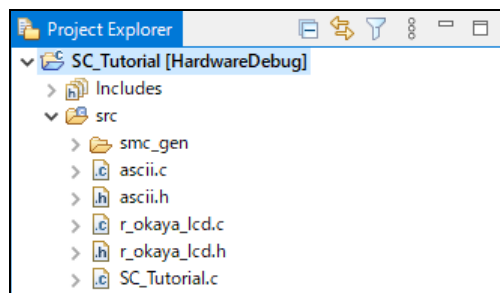 Project Explorer
SC_Tutorial [HardwareDebug]
Includes
src
smc_gen
ascii.c
ascii.h
r_okaya_lcd.c
r_okaya_lcd.h
SC_Tutorial.c